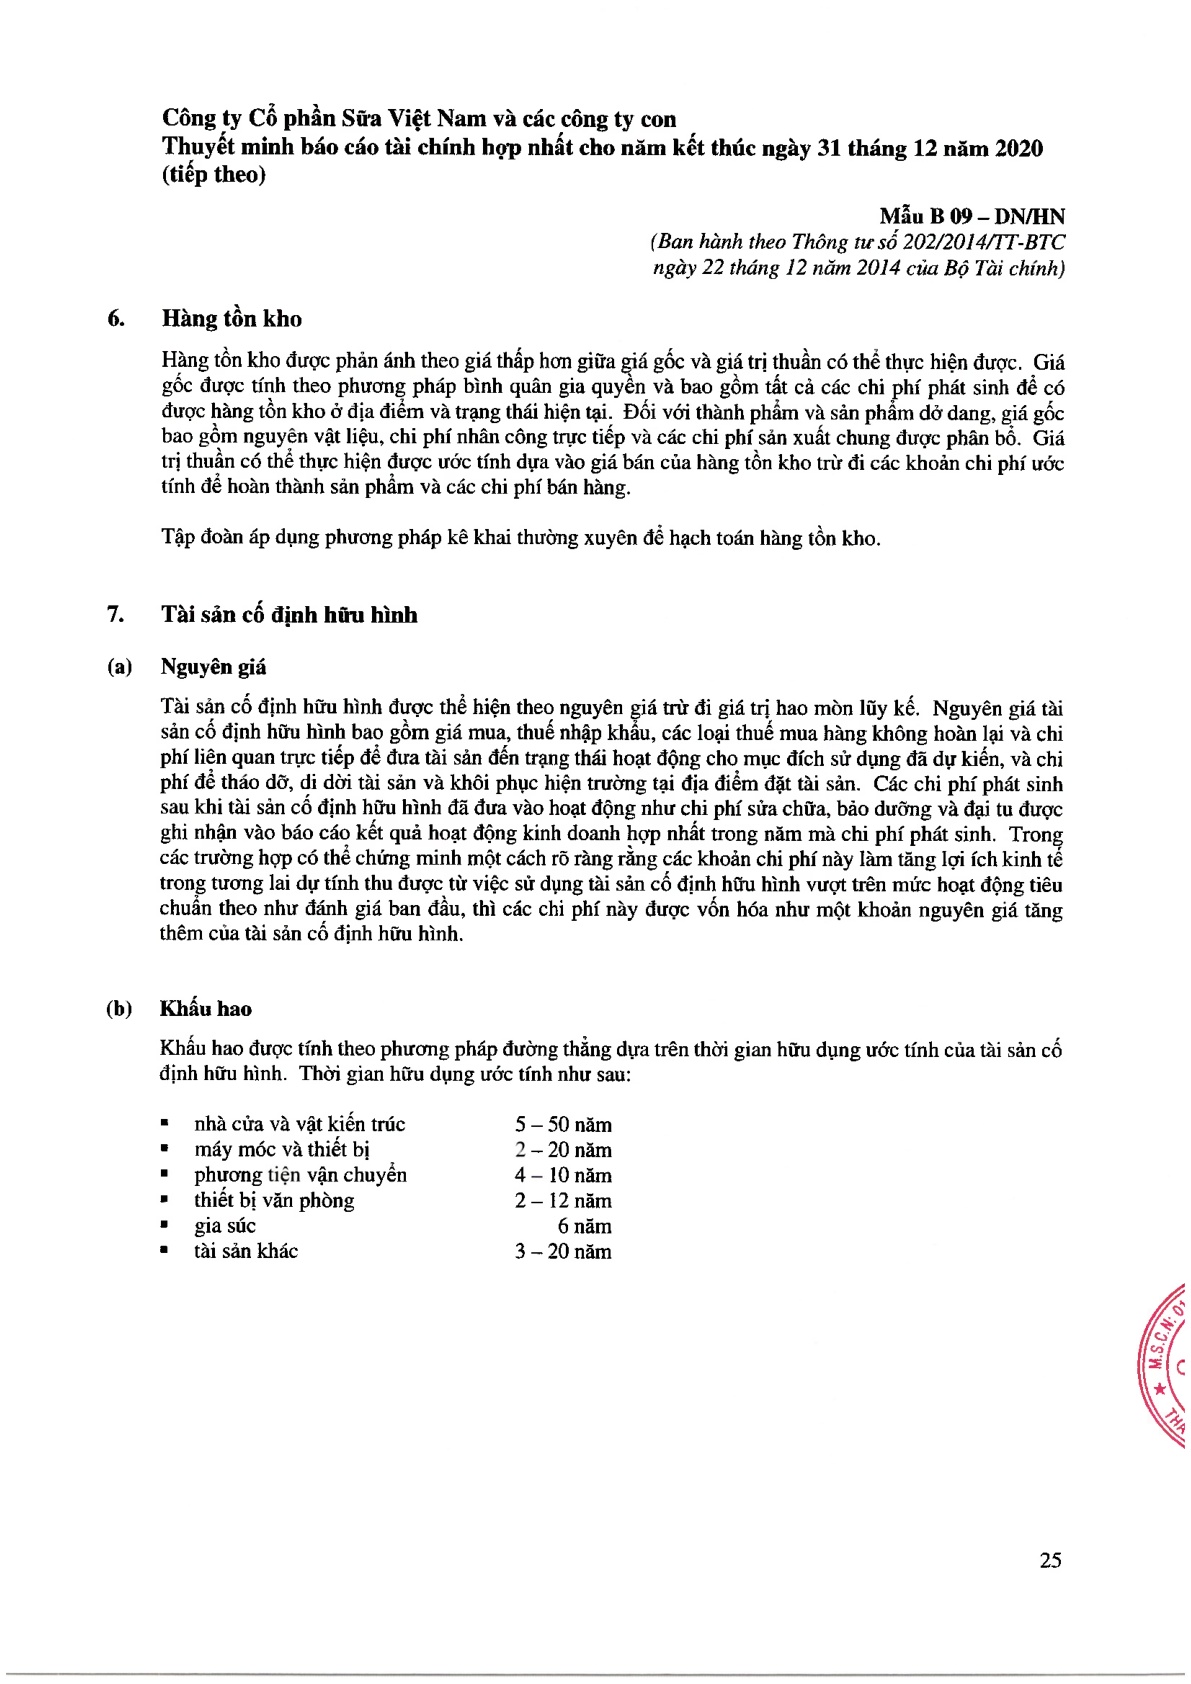 Công ty Cổ phần Sữa Việt Nam và các công ty con
Thuyết minh báo cáo tài chính hợp nhất cho năm kết thúc ngày 31 tháng 12 năm 2020
(tiếp theo)
Mẫu B 09 – DN/HN
(Ban hành theo Thông tư số 202/2014/TT-BTC
ngày 22 tháng 12 năm 2014 của Bộ Tài chính)
6. Hàng tồn kho
Hàng tồn kho được phản ánh theo giá thấp hơn giữa giá gốc và giá trị thuần có thể thực hiện được. Giá
gốc được tính theo phương pháp bình quân gia quyền và bao gồm tất cả các chi phí phát sinh để có
được hàng tồn kho ở địa điểm và trạng thái hiện tại. Đối với thành phẩm và sản phẩm dở dang, giá gốc
bao gồm nguyên vật liệu, chi phí nhân công trực tiếp và các chi phí sản xuất chung được phân bổ. Giá
trị thuần có thể thực hiện được ước tính dựa vào giá bán của hàng tồn kho trừ đi các khoản chi phí ước
tính để hoàn thành sản phẩm và các chi phí bán hàng.
Tập đoàn áp dụng phương pháp kê khai thường xuyên để hạch toán hàng tồn kho.
7. Tài sản cố định hữu hình
(a) Nguyên giá
Tài sản cố định hữu hình được thể hiện theo nguyên giá trừ đi giá trị hao mòn lũy kế. Nguyên giá tài
sản cố định hữu hình bao gồm giá mua, thuế nhập khẩu, các loại thuế mua hàng không hoàn lại và chi
phí liên quan trực tiếp để đưa tài sản đến trạng thái hoạt động cho mục đích sử dụng đã dự kiến, và chi
phí để tháo dỡ, di dời tài sản và khôi phục hiện trường tại địa điểm đặt tài sản. Các chi phí phát sinh
sau khi tài sản cố định hữu hình đã đưa vào hoạt động như chi phí sửa chữa, bảo dưỡng và đại tu được
ghi nhận vào báo cáo kết quả hoạt động kinh doanh hợp nhất trong năm mà chi phí phát sinh. Trong
các trường hợp có thể chứng minh một cách rõ ràng rằng các khoản chi phí này làm tăng lợi ích kinh tế
trong tương lai dự tính thu được từ việc sử dụng tài sản cố định hữu hình vượt trên mức hoạt động tiêu
chuẩn theo như đánh giá ban đầu, thì các chi phí này được vốn hóa như một khoản nguyên giá tăng
thêm của tài sản cố định hữu hình.
(b) Khấu hao
Khấu hao được tính theo phương pháp đường thẳng dựa trên thời gian hữu dụng ước tính của tài sản cố
định hữu hình. Thời gian hữu dụng ước tính như sau:
▪ nhà cửa và vật kiến trúc 5 – 50 năm
▪ máy móc và thiết bị 2 – 20 năm
▪ phương tiện vận chuyển 4 – 10 năm
▪ thiết bị văn phòng 2 – 12 năm
▪ gia súc 6 năm
▪ tài sản khác 3 – 20 năm
★ M.S.C.N: 01
25